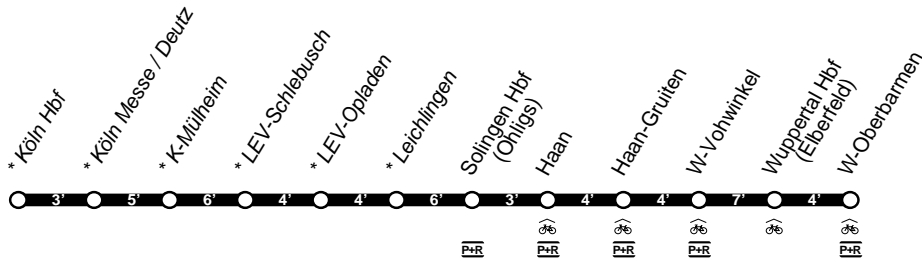 * Köln Hbf
* Köln Messe / Deutz
* K-Mülheim
* LEV-Schlebusch
* LEV-Opladen
* Leichlingen
Solingen Hbf
(Ohligs)
Haan
Haan-Gruiten
W-Vohwinkel
Wuppertal Hbf
(Elberfeld)
W-Oberbarmen
3' 5' 6' 4' 4' 6' 3' 4' 4' 7' 4'
P+R P+R P+R P+R P+R